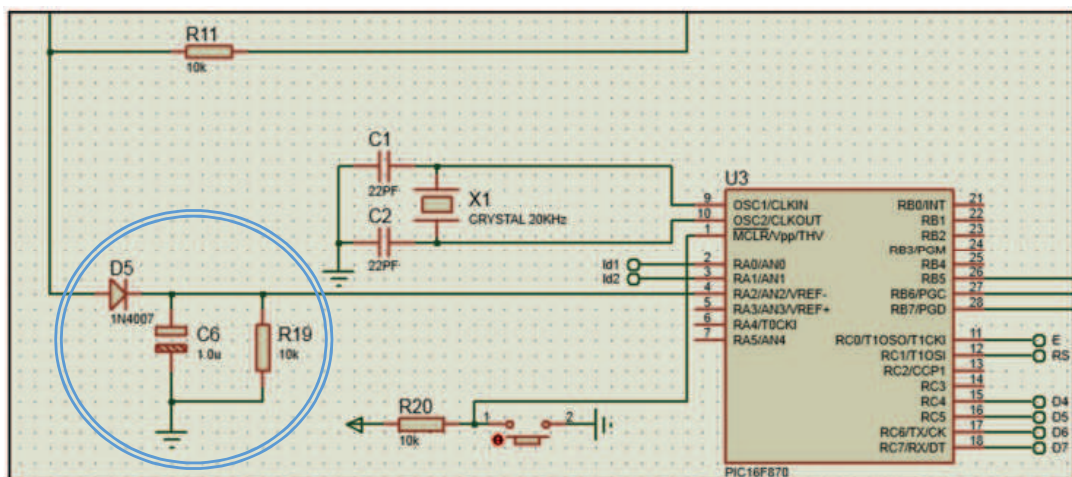 R11
10k
C1
22PF
X1
CRYSTAL 20KHz
C2
22PF
D5
1N4007
C6
1.0u
R19
10k
R20
10k
1
2
U3
9 OSC1/CLKIN
10 OSC2/CLKOUT
1 MCLR/Vpp/THV
Id1 2 RA0/AN0
Id2 3 RA1/AN1
4 RA2/AN2/VREF-
5 RA3/AN3/VREF+
6 RA4/T0CKI
7 RA5/AN4
RB0/INT 21
RB1 22
RB2 23
RB3/PGM 24
RB4 25
RB5 26
RB6/PGC 27
RB7/PGD 28
RC0/T1OSO/T1CKI 11 E
RC1/T1OSI 12 RS
RC2/CCP1 13
RC3 14
RC4 15 D4
RC5 16 D5
RC6/TX/CK 17 D6
RC7/RX/DT 18 D7
PIC16F870